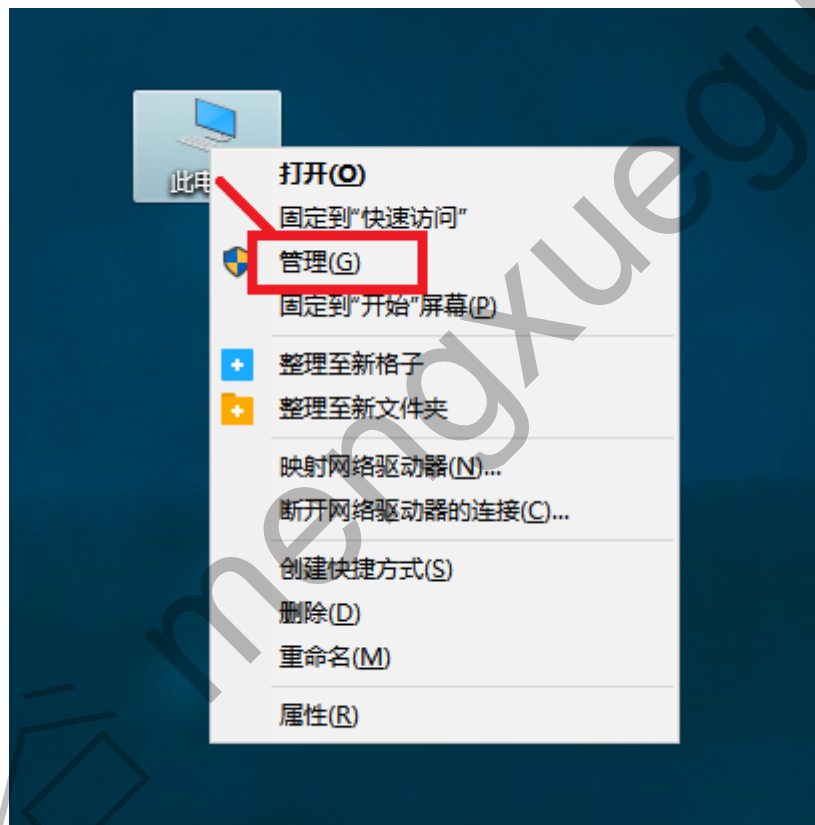 此电
打开(O)
固定到"快速访问"
管理(G)
固定到"开始"屏幕(P)
整理至新格子
整理至新文件夹
映射网络驱动器(N)...
断开网络驱动器的连接(C)...
创建快捷方式(S)
删除(D)
重命名(M)
属性(R)
mengxuegu